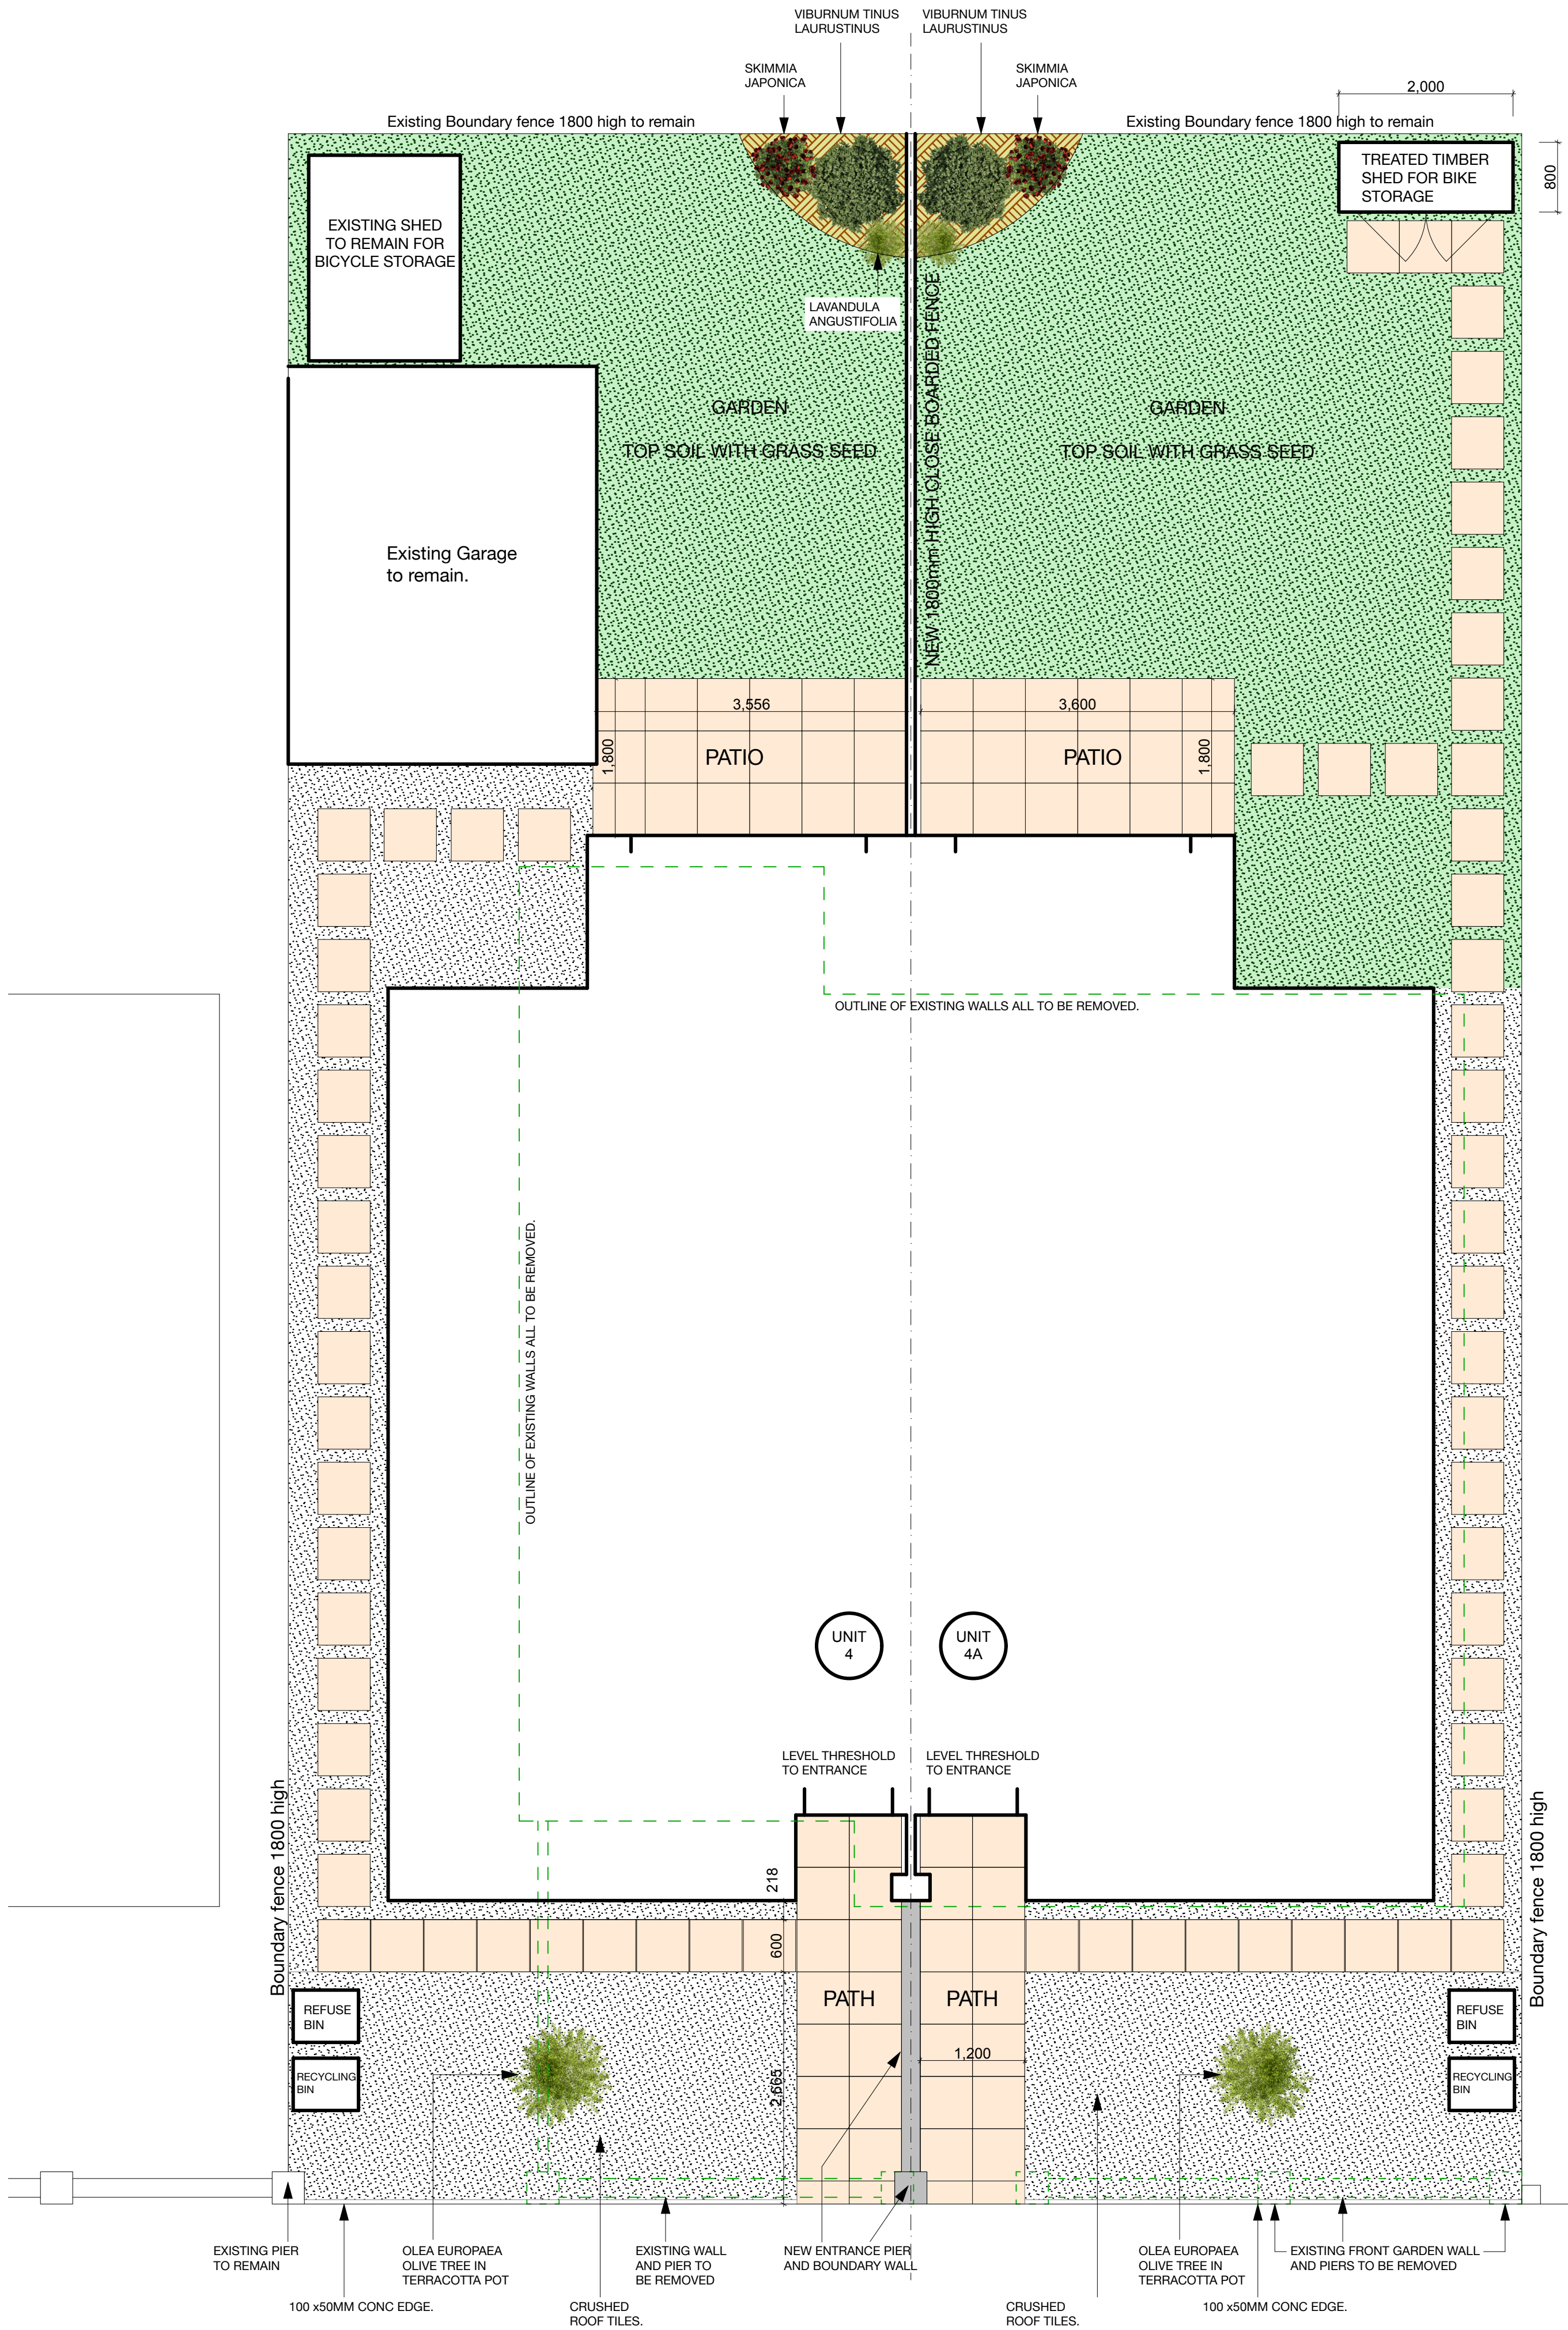 VIBURNUM TINUS
LAURUSTINUS
VIBURNUM TINUS
LAURUSTINUS
SKIMMIA
JAPONICA
SKIMMIA
JAPONICA
2,000
Existing Boundary fence 1800 high to remain
Existing Boundary fence 1800 high to remain
TREATED TIMBER
SHED FOR BIKE
STORAGE
800
EXISTING SHED
TO REMAIN FOR
BICYCLE STORAGE
LAVANDULA
ANGUSTIFOLIA
NEW 1800mm HIGH CLOSE BOARDED FENCE
GARDEN
TOP SOIL WITH GRASS SEED
GARDEN
TOP SOIL WITH GRASS SEED
Existing Garage
to remain.
3,556
3,600
1,800
PATIO
PATIO
1,800
OUTLINE OF EXISTING WALLS ALL TO BE REMOVED.
OUTLINE OF EXISTING WALLS ALL TO BE REMOVED.
UNIT
4
UNIT
4A
LEVEL THRESHOLD
TO ENTRANCE
LEVEL THRESHOLD
TO ENTRANCE
Boundary fence 1800 high
Boundary fence 1800 high
218
600
PATH
PATH
REFUSE
BIN
REFUSE
BIN
1,200
RECYCLING
BIN
RECYCLING
BIN
2,665
EXISTING PIER
TO REMAIN
OLEA EUROPAEA
OLIVE TREE IN
TERRACOTTA POT
EXISTING WALL
AND PIER TO
BE REMOVED
NEW ENTRANCE PIER
AND BOUNDARY WALL
OLEA EUROPAEA
OLIVE TREE IN
TERRACOTTA POT
EXISTING FRONT GARDEN WALL
AND PIERS TO BE REMOVED
100 x50MM CONC EDGE.
CRUSHED
ROOF TILES.
CRUSHED
ROOF TILES.
100 x50MM CONC EDGE.